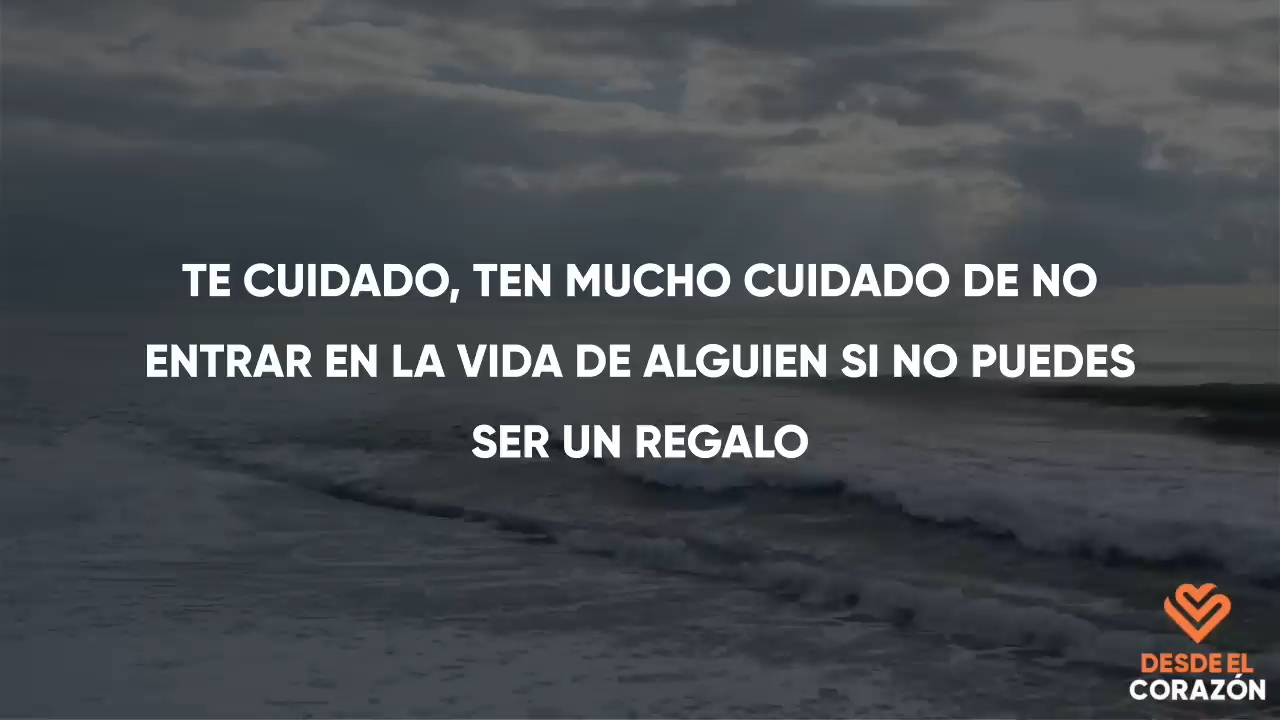 TE CUIDADO, TEN MUCHO CUIDADO DE NO
ENTRAR EN LA VIDA DE ALGUIEN SI NO PUEDES
SER UN REGALO
DESDE EL
CORAZÓN